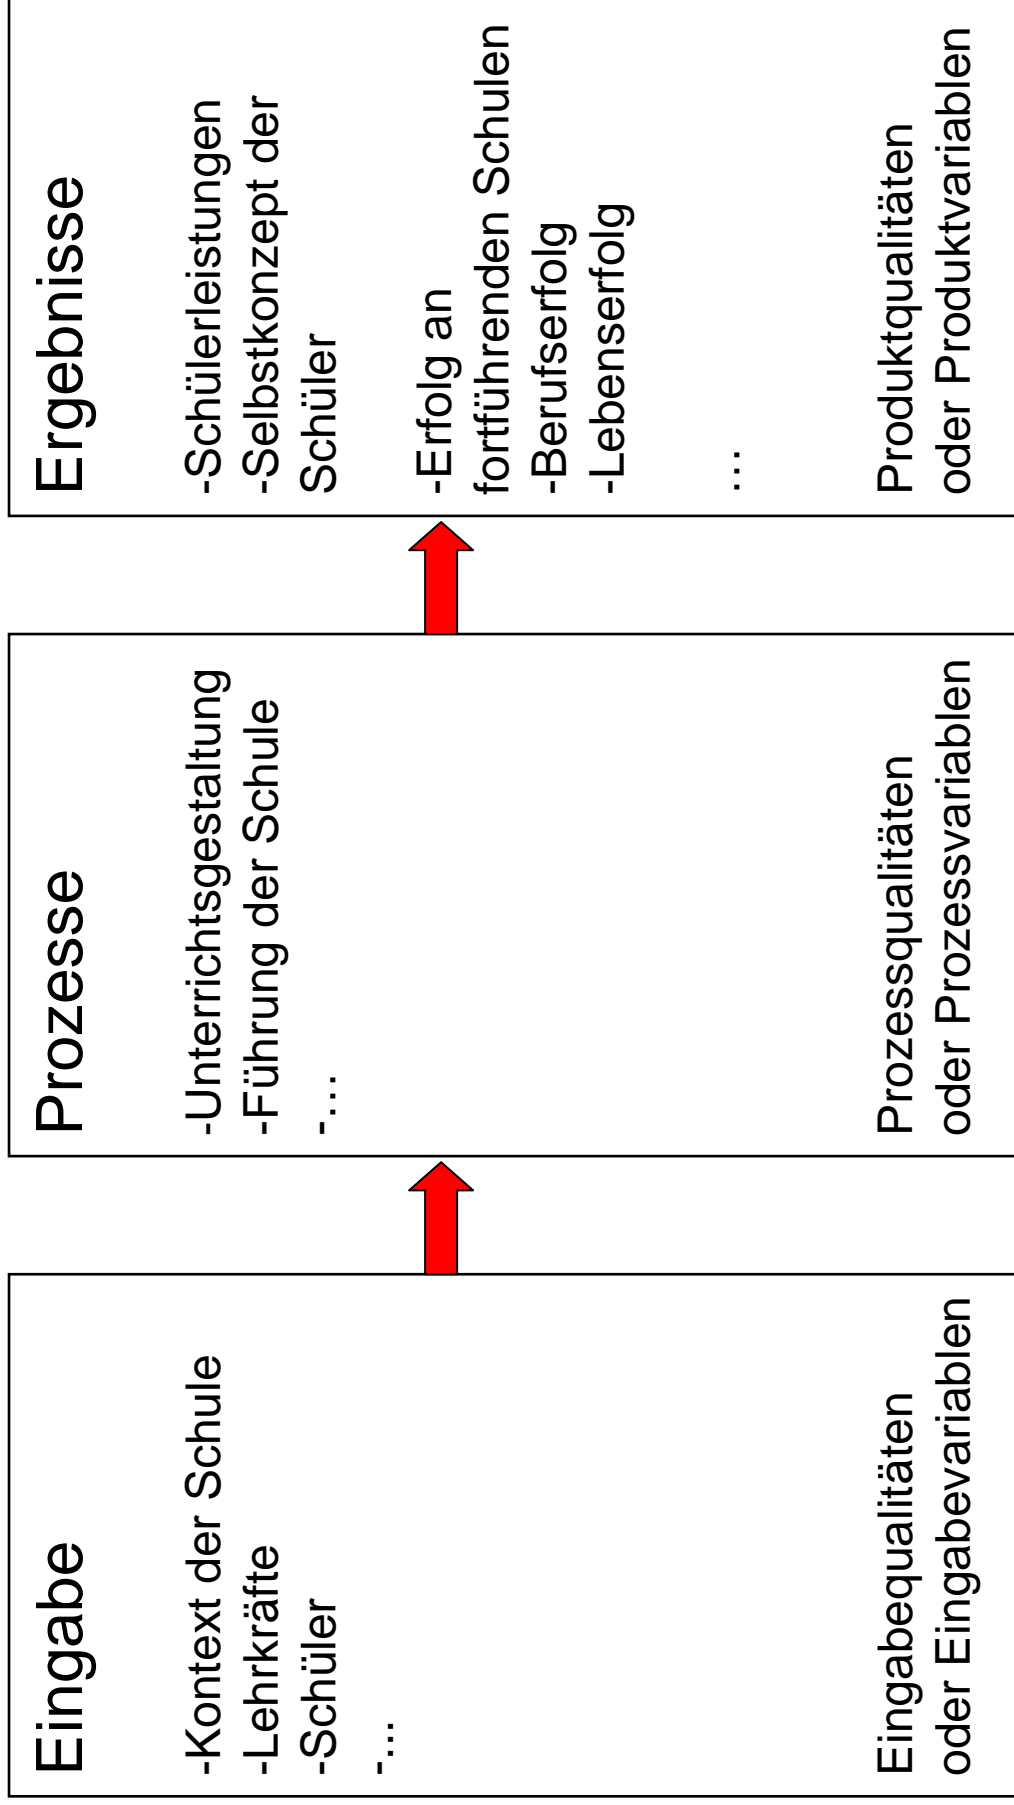 Eingabe
-Kontext der Schule
-Lehrkräfte
-Schüler
-...
Eingabequalitäten
oder Eingabevariablen
Prozesse
-Unterrichtsgestaltung
-Führung der Schule
-…
Prozessqualitäten
oder Prozessvariablen
Ergebnisse
-Schülerleistungen
-Selbstkonzept der
Schüler
-Erfolg an
fortführenden Schulen
-Berufserfolg
-Lebenserfolg
…
Produktqualitäten
oder Produktvariablen